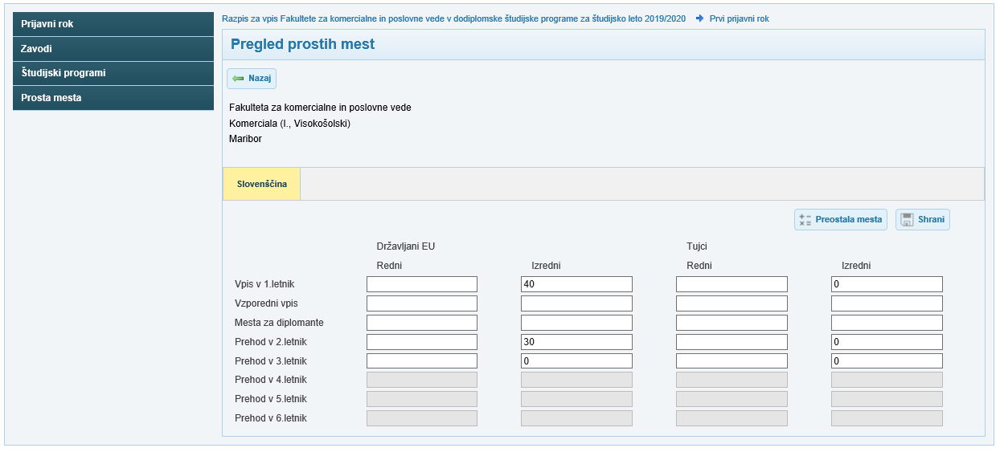 Prijavni rok
Zavodi
Študijski programi
Prosta mesta
Razpis za vpis Fakultete za komercialne in poslovne vede v dodiplomske študijske programe za študijsko leto 2019/2020 Prvi prijavni rok
Pregled prostih mest
Nazaj
Fakulteta za komercialne in poslovne vede
Komerciala (I., Visokošolski)
Maribor
Slovenščina
Preostala mesta Shrani
Državljani EU Tujci
Redni Izredni Redni Izredni
Vpis v 1.letnik 40 0
Vzporedni vpis
Mesta za diplomante
Prehod v 2.letnik 30 0
Prehod v 3.letnik 0 0
Prehod v 4.letnik
Prehod v 5.letnik
Prehod v 6.letnik